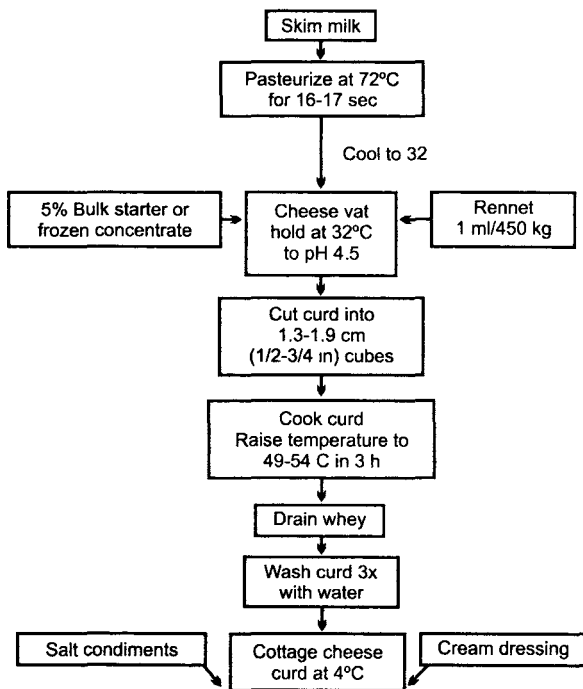 Skim milk
Pasteurize at 72ºC
for 16-17 sec
Cool to 32
5% Bulk starter or
frozen concentrate
Cheese vat
hold at 32ºC
to pH 4.5
Rennet
1 ml/450 kg
Cut curd into
1.3-1.9 cm
(1/2-3/4 in) cubes
Cook curd
Raise temperature to
49-54 C in 3 h
Drain whey
Wash curd 3x
with water
Salt condiments
Cottage cheese
curd at 4ºC
Cream dressing